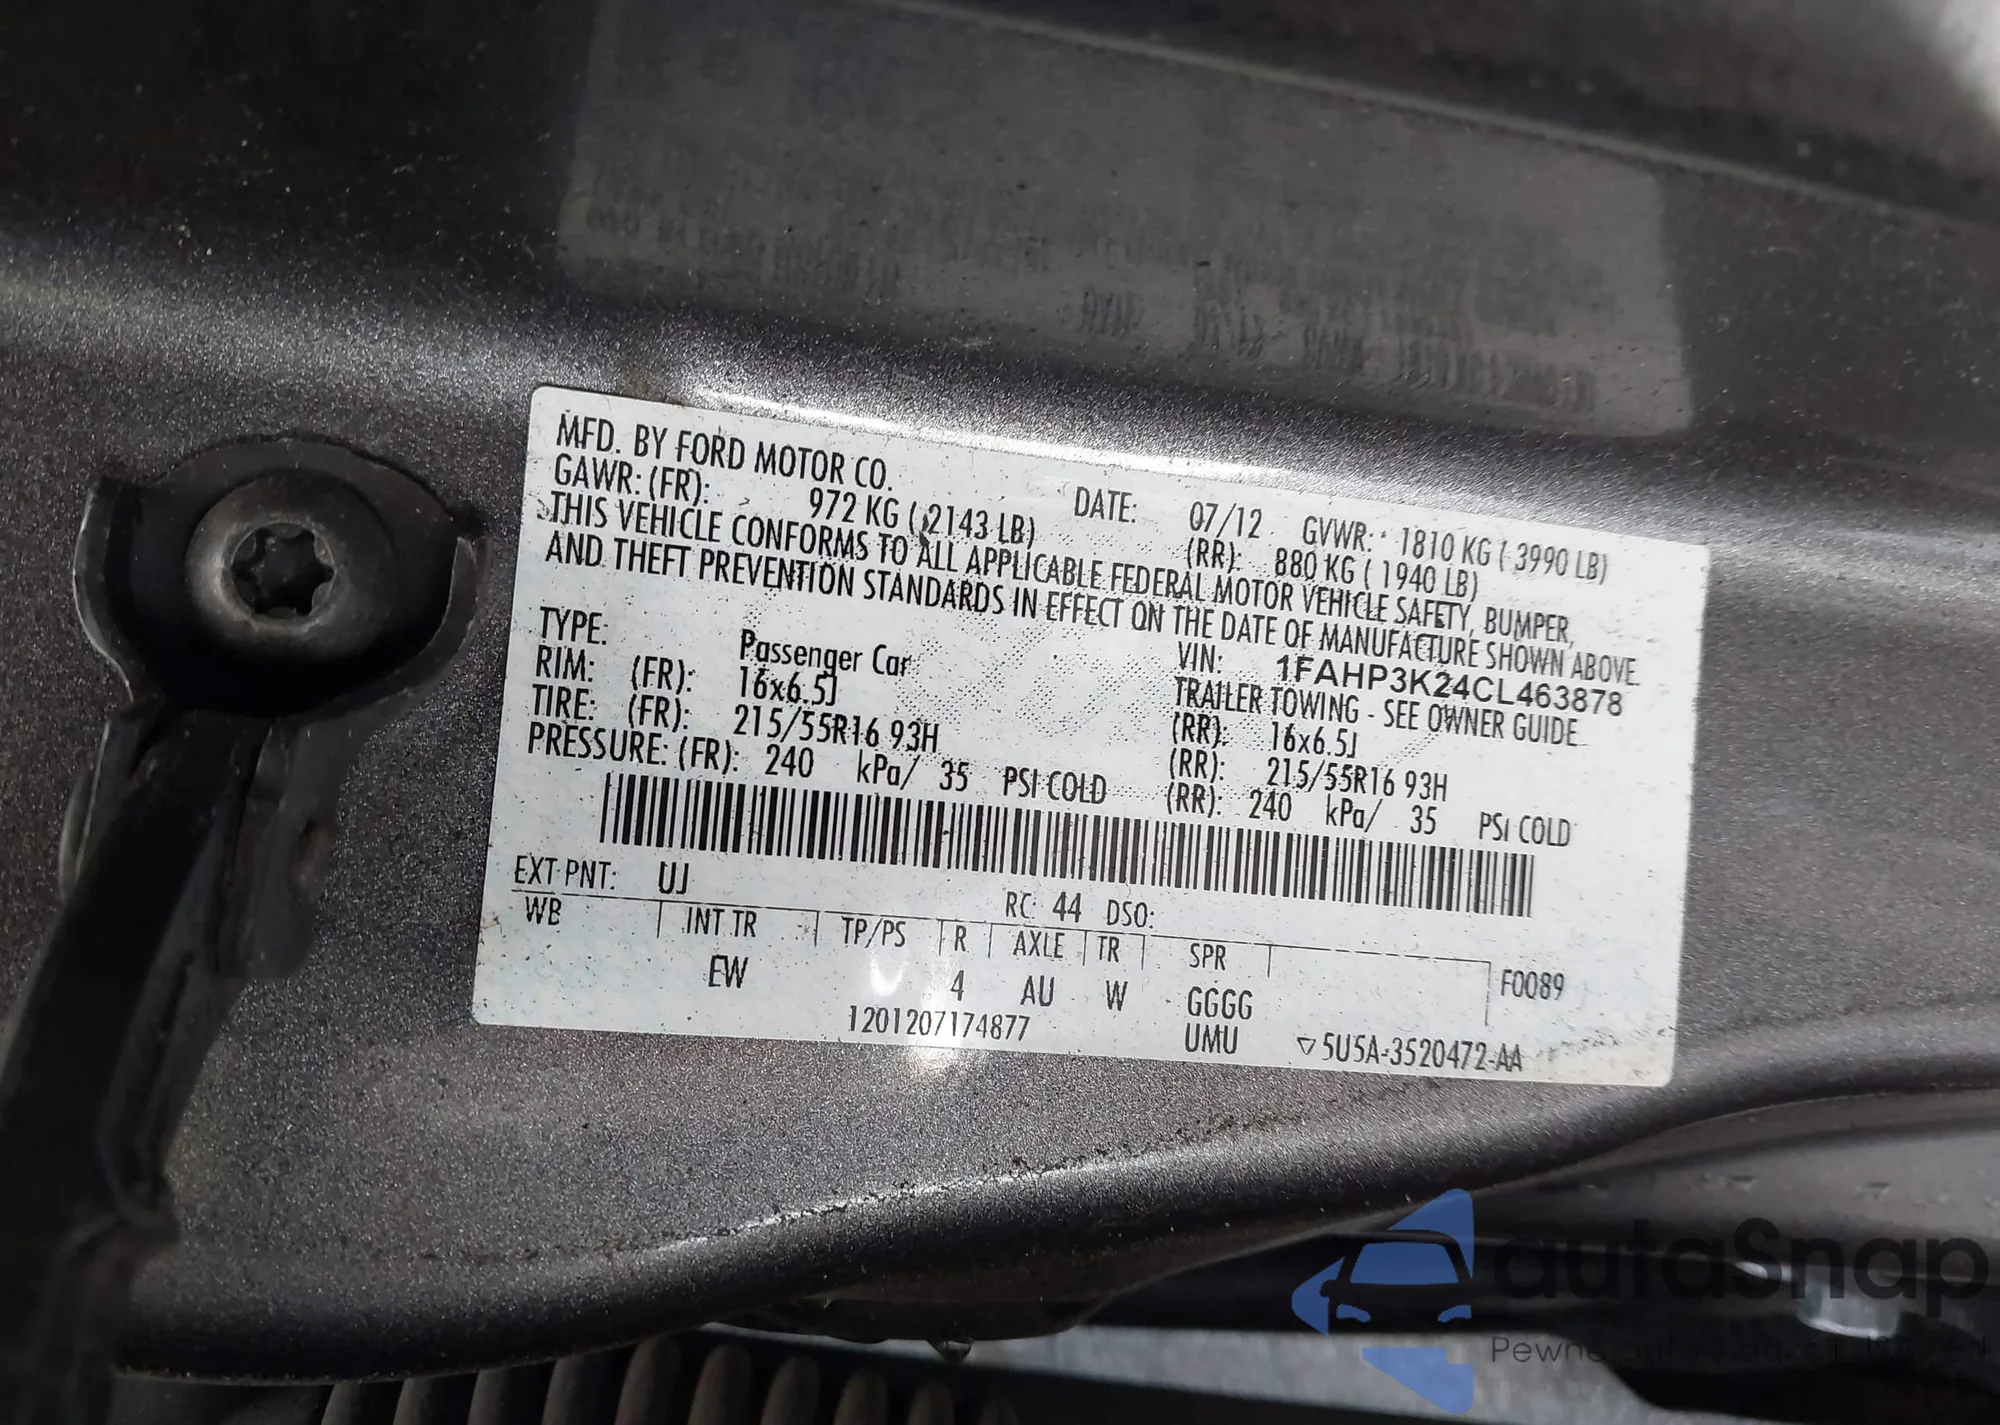 MFD. BY FORD MOTOR CO. DATE: 07/12 GVWR: 1810 KG ( 3990 LB)
GAWR: (FR): 972 KG ( 2143 LB) (RR): 880 KG ( 1940 LB)
THIS VEHICLE CONFORMS TO ALL APPLICABLE FEDERAL MOTOR VEHICLE SAFETY, BUMPER,
AND THEFT PREVENTION STANDARDS IN EFFECT ON THE DATE OF MANUFACTURE SHOWN ABOVE.
VIN: 1FAHP3K24CL463878
TYPE: Passenger Car TRAILER TOWING - SEE OWNER GUIDE
RIM: (FR): 16x6.5J (RR): 16x6.5J
TIRE: (FR): 215/55R16 93H (RR): 215/55R16 93H
PRESSURE: (FR): 240 kPa/ 35 PSI COLD (RR): 240 kPa/ 35 PSI COLD
EXT PNT: UJ RC: 44 DSO:
WB INT TR TP/PS R AXLE TR SPR F0089
EW 4 AU W GGGG
1201207174877 UMU ▽5U5A-3520472-AA
autaSnap
Pewne auta